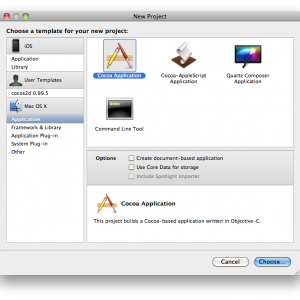 New Project
Choose a template for your new project:
iOS
Application
Library
User Templates
cocos2d 0.99.5
Mac OS X
Application
Framework & Library
Application Plug-in
System Plug-in
Other
Cocoa Application
Cocoa-AppleScript
Application
Quartz Composer
Application
Command Line Tool
Options
Create document-based application
Use Core Data for storage
Include Spotlight Importer
Cocoa Application
This project builds a Cocoa-based application written in Objective-C.
Cancel
Choose...